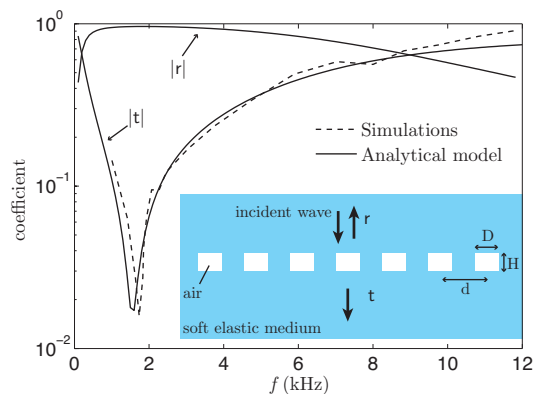 10^0
|r|
|t|
Simulations
Analytical model
10^-1
coefficient
incident wave
r
D
H
air
d
t
soft elastic medium
10^-2
0 2 4 6 8 10 12
f (kHz)